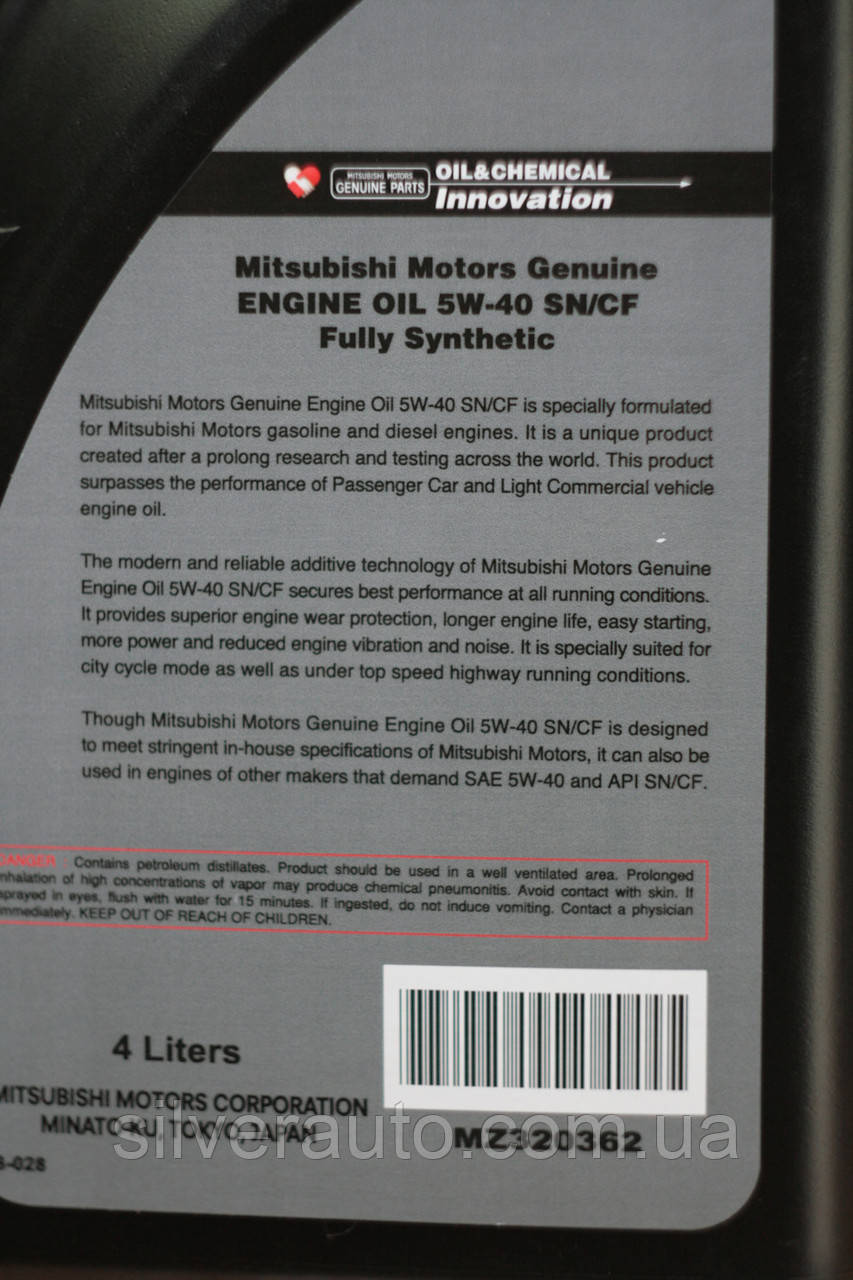 MITSUBISHI MOTORS
GENUINE PARTS
OIL&CHEMICAL
Innovation
Mitsubishi Motors Genuine
ENGINE OIL 5W-40 SN/CF
Fully Synthetic
Mitsubishi Motors Genuine Engine Oil 5W-40 SN/CF is specially formulated
for Mitsubishi Motors gasoline and diesel engines. It is a unique product
created after a prolong research and testing across the world. This product
surpasses the performance of Passenger Car and Light Commercial vehicle
engine oil.
The modern and reliable additive technology of Mitsubishi Motors Genuine
Engine Oil 5W-40 SN/CF secures best performance at all running conditions.
It provides superior engine wear protection, longer engine life, easy starting,
more power and reduced engine vibration and noise. It is specially suited for
city cycle mode as well as under top speed highway running conditions.
Though Mitsubishi Motors Genuine Engine Oil 5W-40 SN/CF is designed
to meet stringent in-house specifications of Mitsubishi Motors, it can also be
used in engines of other makers that demand SAE 5W-40 and API SN/CF.
DANGER : Contains petroleum distillates. Product should be used in a well ventilated area. Prolonged
inhalation of high concentrations of vapor may produce chemical pneumonitis. Avoid contact with skin. If
sprayed in eyes, flush with water for 15 minutes. If ingested, do not induce vomiting. Contact a physician
immediately. KEEP OUT OF REACH OF CHILDREN.
4 Liters
MITSUBISHI MOTORS CORPORATION
MINATO-KU, TOKYO, JAPAN
MZ320362
silverauto.com.ua
-028